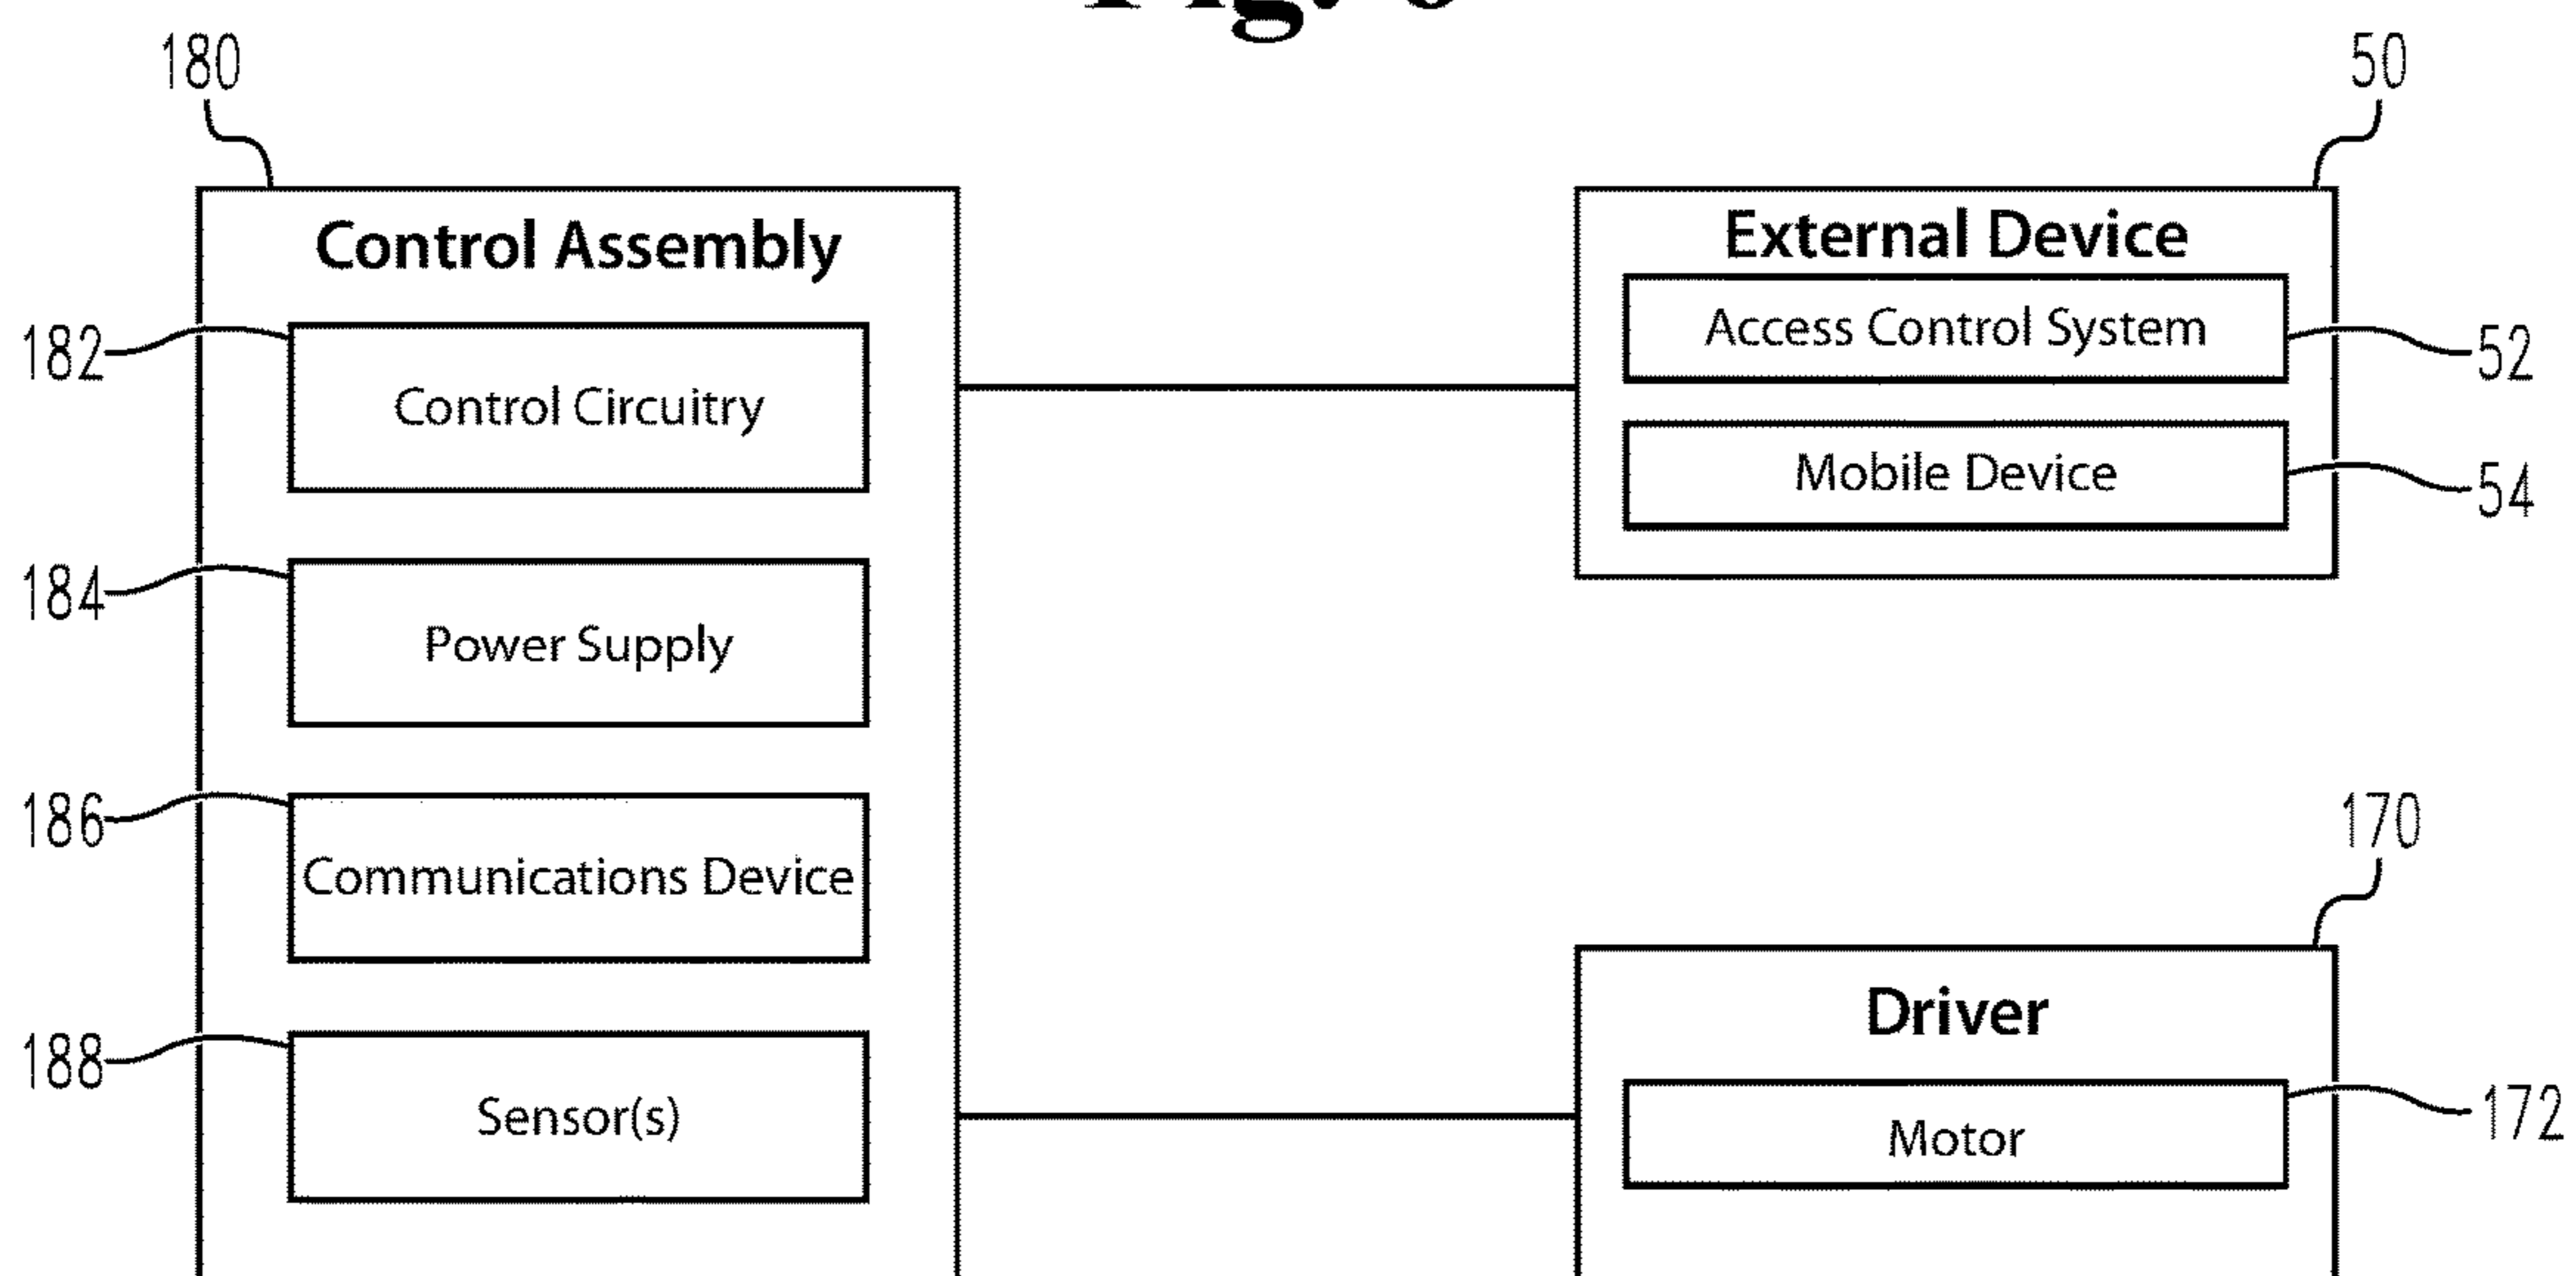 180
Control Assembly
182
Control Circuitry
184
Power Supply
186
Communications Device
188
Sensor(s)
50
External Device
Access Control System
52
Mobile Device
54
170
Driver
Motor
172